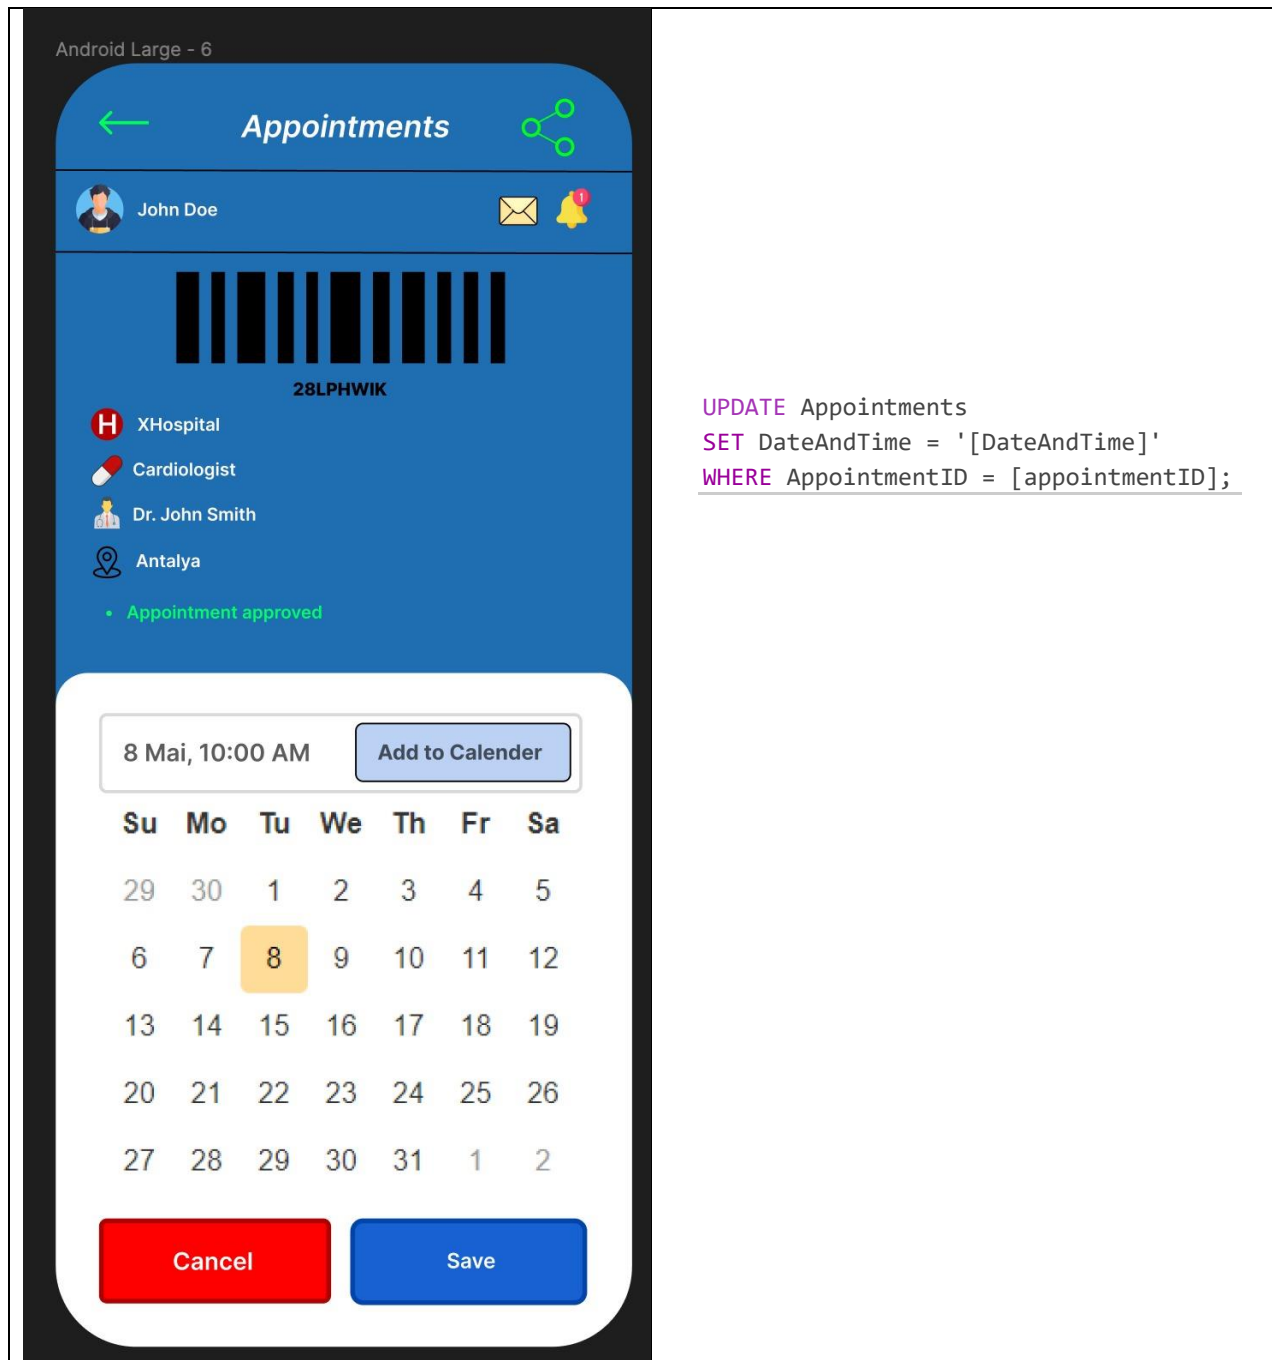 Android Large - 6
Appointments
John Doe
1
28LPHWIK
H XHospital
Cardiologist
Dr. John Smith
Antalya
• Appointment approved
8 Mai, 10:00 AM Add to Calender
Su Mo Tu We Th Fr Sa
29 30 1 2 3 4 5
6 7 8 9 10 11 12
13 14 15 16 17 18 19
20 21 22 23 24 25 26
27 28 29 30 31 1 2
Cancel Save
UPDATE Appointments
SET DateAndTime = '[DateAndTime]'
WHERE AppointmentID = [appointmentID];